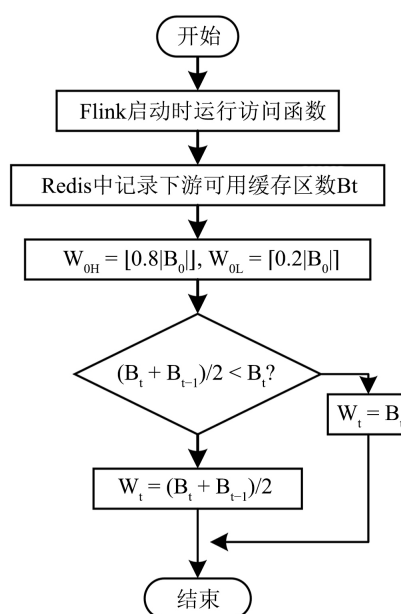 开始
Flink启动时运行访问函数
Redis中记录下游可用缓存区数Bt
W₀H = ⌊0.8|B₀|⌋, W₀L = ⌈0.2|B₀|⌉
(Bₜ + Bₜ₋₁)/2 < Bₜ?
Wₜ = Bₜ
Wₜ = (Bₜ + Bₜ₋₁)/2
结束